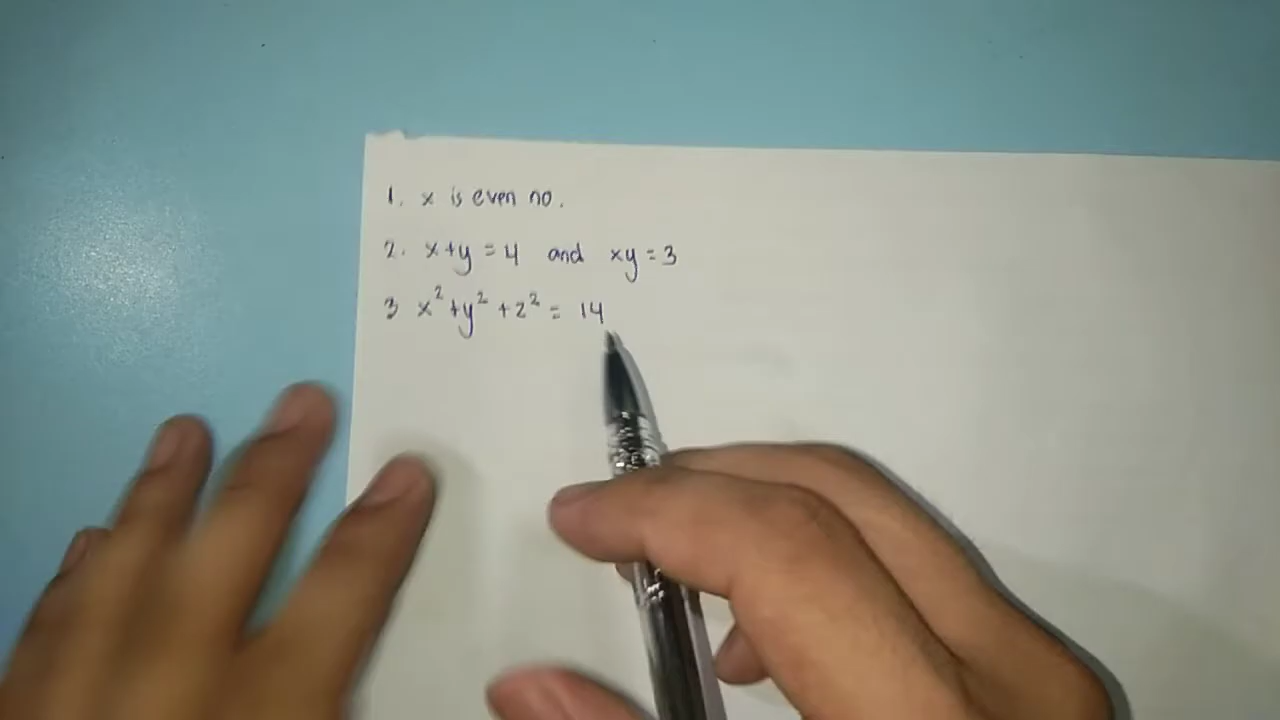 1. x is even no.
2. x+y = 4 and xy = 3
3 x² + y² + z² = 14